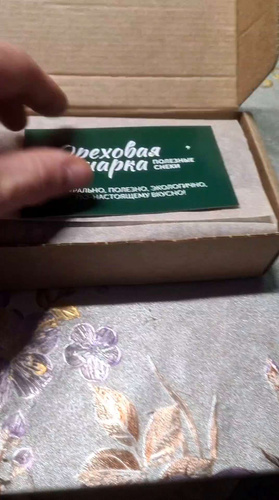 Ореховая
ПОЛЕЗНЫЕ
СНЕКИ
ПОЛЕЗНО, ЭКОЛОГИЧНО,
НАСТОЯЩЕМУ ВКУСНО!